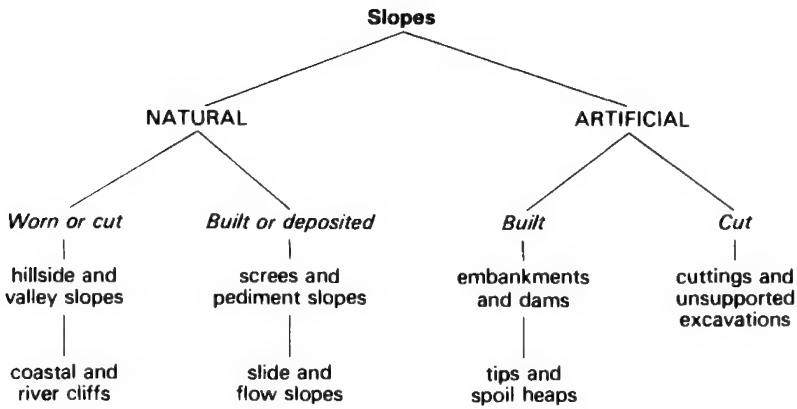 Slopes
NATURAL
ARTIFICIAL
Worn or cut
Built or deposited
Built
Cut
hillside and
valley slopes
screes and
pediment slopes
embankments
and dams
cuttings and
unsupported
excavations
coastal and
river cliffs
slide and
flow slopes
tips and
spoil heaps